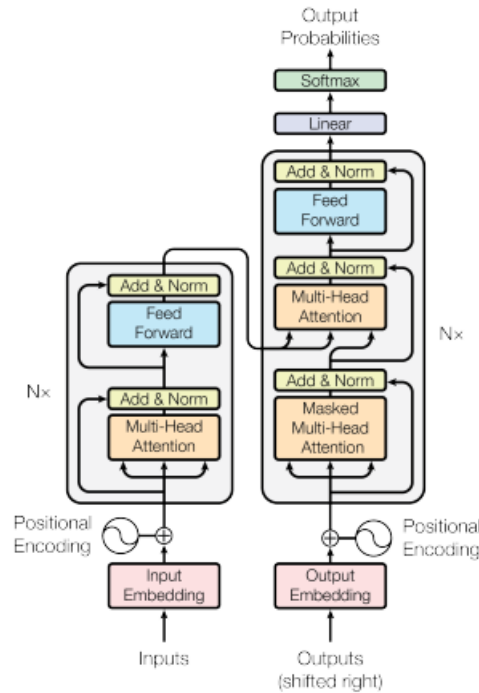 Output
Probabilities
Softmax
Linear
Add & Norm
Feed
Forward
Add & Norm
Multi-Head
Attention
Add & Norm
Masked
Multi-Head
Attention
N×
Add & Norm
Feed
Forward
Add & Norm
Multi-Head
Attention
N×
Positional
Encoding
Positional
Encoding
Input
Embedding
Output
Embedding
Inputs
Outputs
(shifted right)